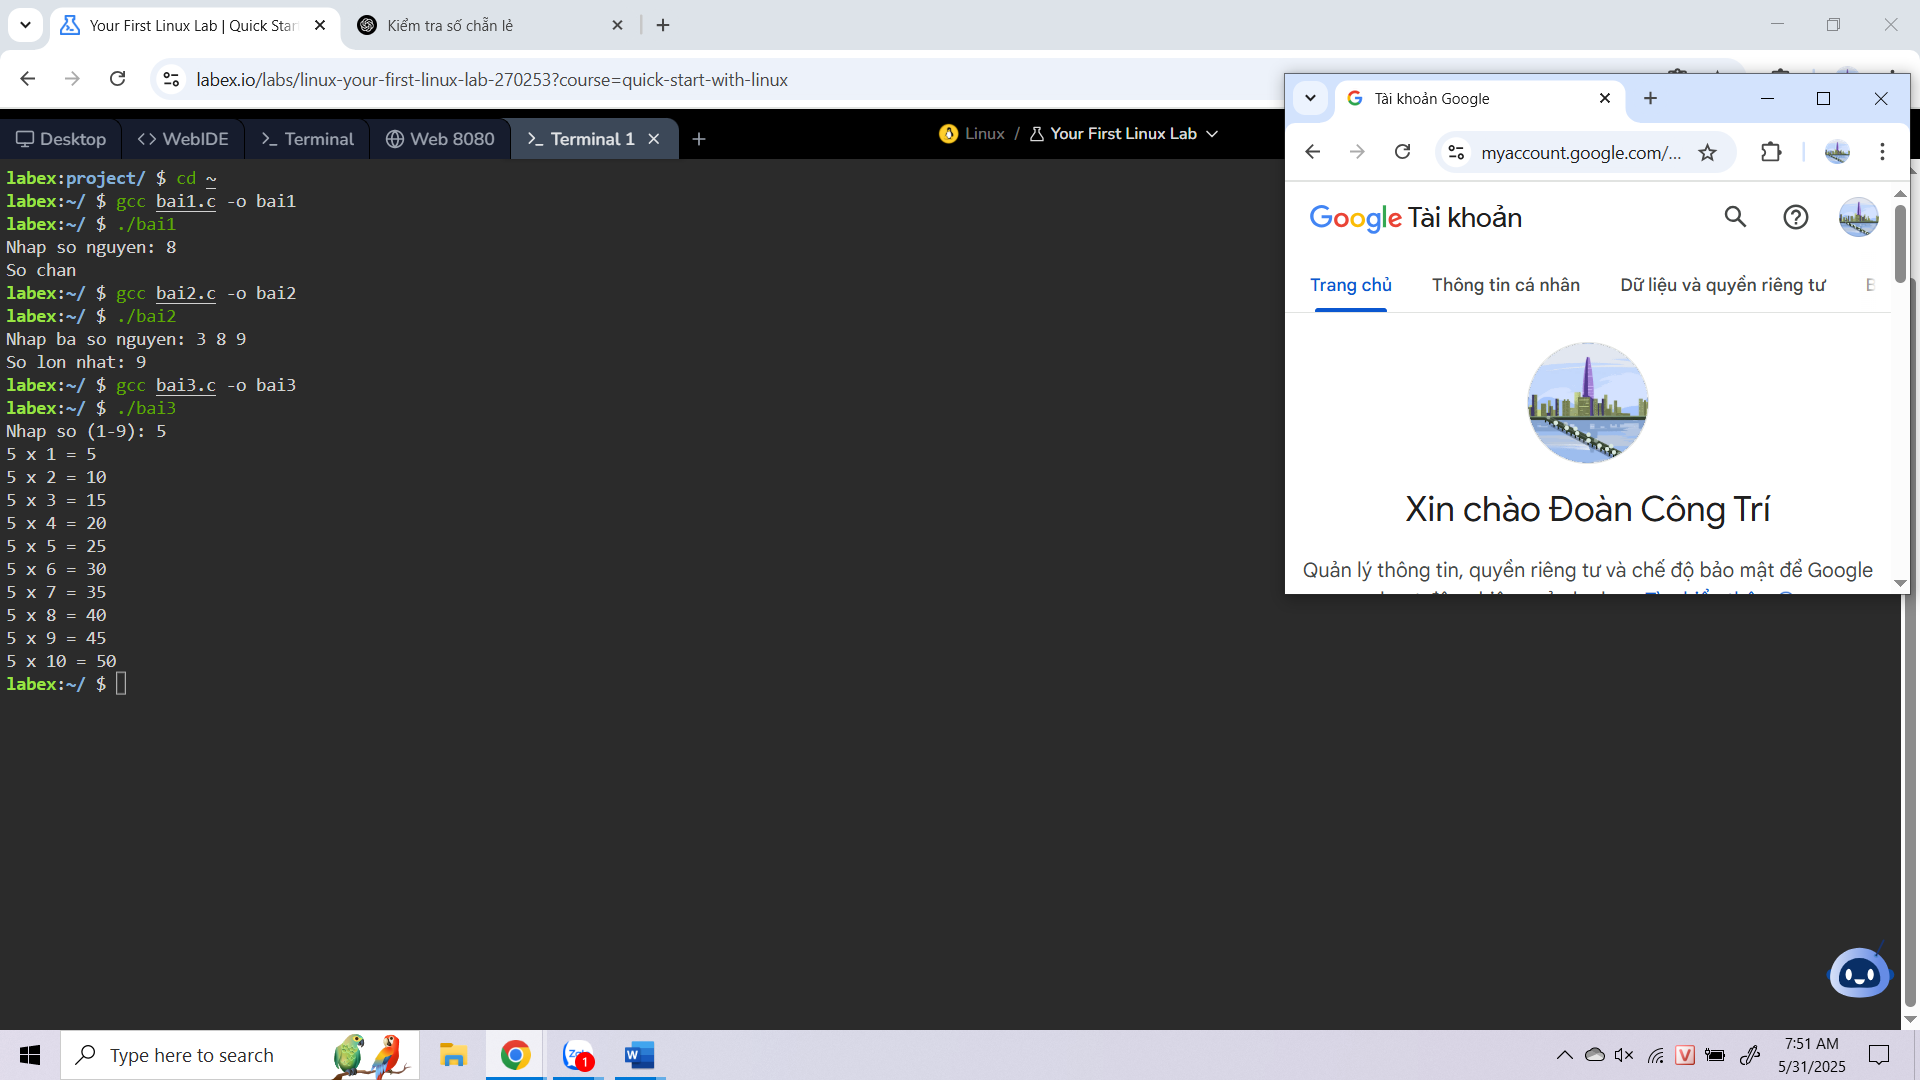 Your First Linux Lab | Quick Star
Kiểm tra số chẵn lẻ
labex.io/labs/linux-your-first-linux-lab-270253?course=quick-start-with-linux
Desktop
WebIDE
Terminal
Web 8080
Terminal 1
Linux / Your First Linux Lab
labex:project/ $ cd ~
labex:~/ $ gcc bai1.c -o bai1
labex:~/ $ ./bai1
Nhap so nguyen: 8
So chan
labex:~/ $ gcc bai2.c -o bai2
labex:~/ $ ./bai2
Nhap ba so nguyen: 3 8 9
So lon nhat: 9
labex:~/ $ gcc bai3.c -o bai3
labex:~/ $ ./bai3
Nhap so (1-9): 5
5 x 1 = 5
5 x 2 = 10
5 x 3 = 15
5 x 4 = 20
5 x 5 = 25
5 x 6 = 30
5 x 7 = 35
5 x 8 = 40
5 x 9 = 45
5 x 10 = 50
labex:~/ $
Tài khoản Google
myaccount.google.com/...
Google Tài khoản
Trang chủ
Thông tin cá nhân
Dữ liệu và quyền riêng tư
Xin chào Đoàn Công Trí
Quản lý thông tin, quyền riêng tư và chế độ bảo mật để Google
Type here to search
1
7:51 AM
5/31/2025